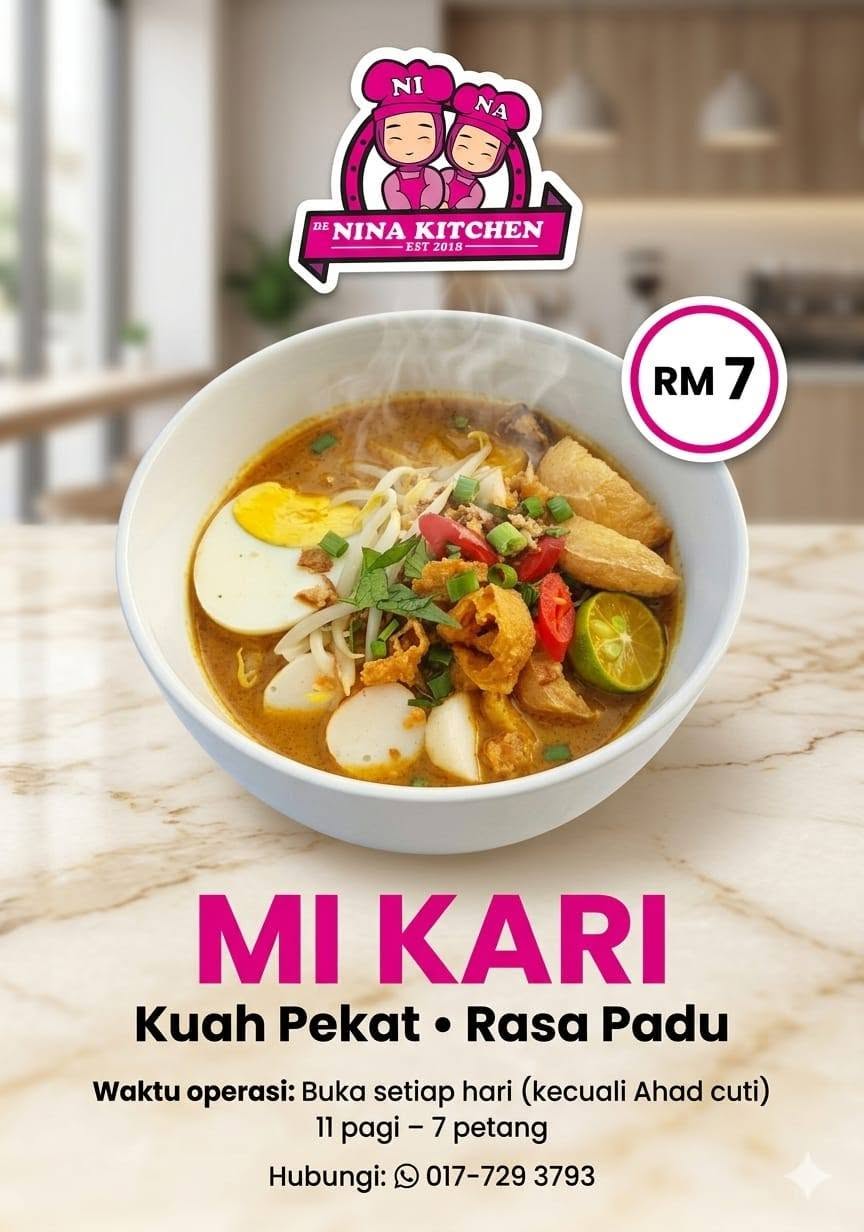 NI
NA
DE NINA KITCHEN
EST 2018
RM 7
MI KARI
Kuah Pekat • Rasa Padu
Waktu operasi: Buka setiap hari (kecuali Ahad cuti)
11 pagi – 7 petang
Hubungi: 017-729 3793